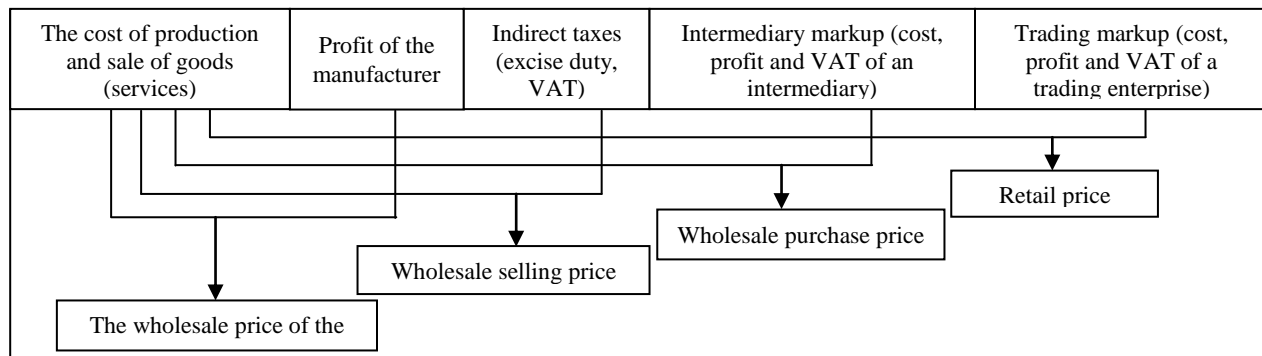 The cost of production
and sale of goods
(services)
Profit of the
manufacturer
Indirect taxes
(excise duty,
VAT)
Intermediary markup (cost,
profit and VAT of an
intermediary)
Trading markup (cost,
profit and VAT of a
trading enterprise)
Retail price
Wholesale purchase price
Wholesale selling price
The wholesale price of the